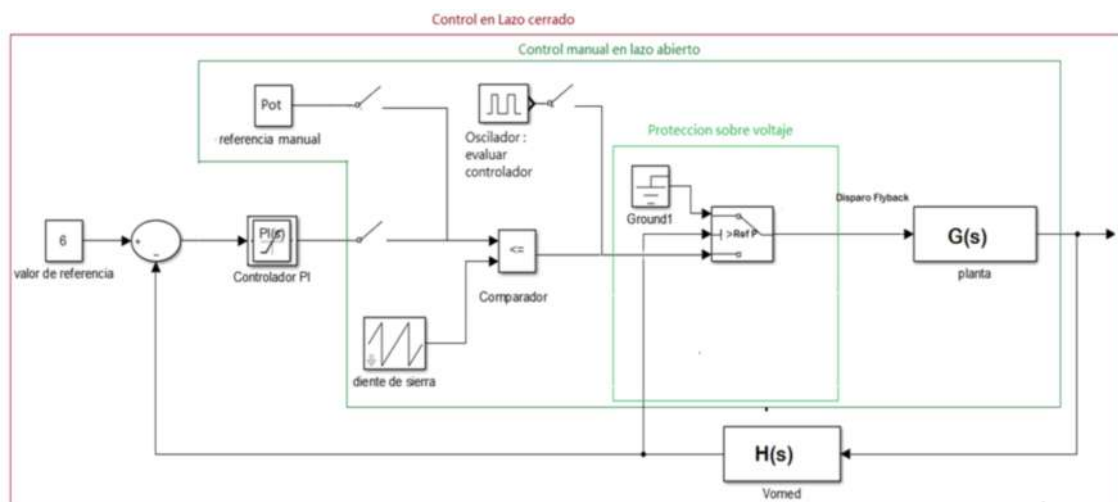 Control en Lazo cerrado
Control manual en lazo abierto
Pot
referencia manual
Oscilador :
evaluar
controlador
Proteccion sobre voltaje
Ground1
Disparo Flyback
6
+
-
valor de referencia
PI(s)
Controlador PI
<=
Comparador
> Ref P
G(s)
planta
diente de sierra
H(s)
Vomed